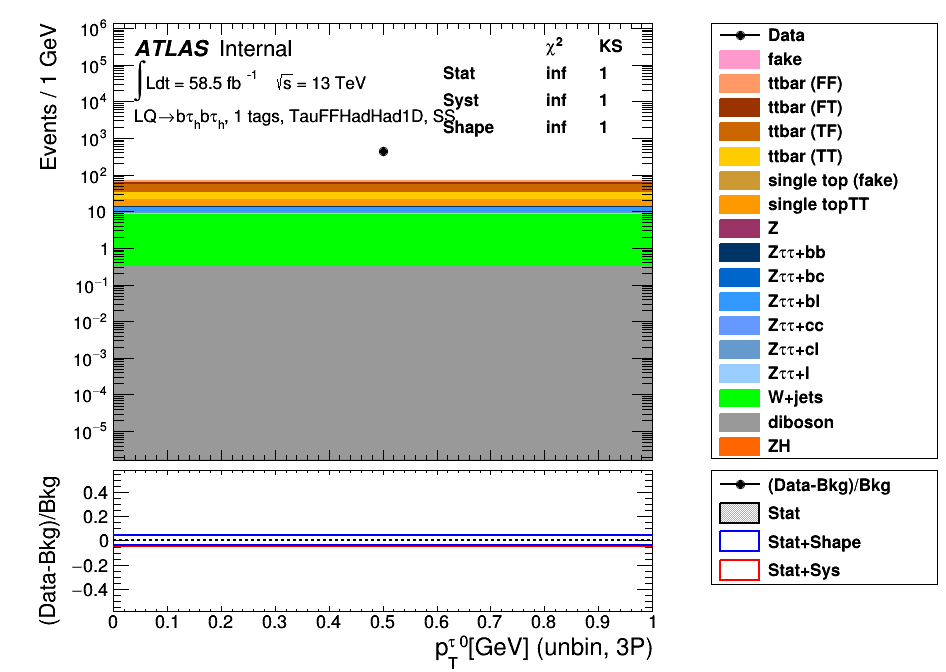 ATLAS Internal
∫Ldt = 58.5 fb⁻¹ √s = 13 TeV
LQ→bτₕbτₕ, 1 tags, TauFFHadHad1D, SS
χ² KS
Stat inf 1
Syst inf 1
Shape inf 1
Events / 1 GeV
10⁶
10⁵
10⁴
10³
10²
10
1
10⁻¹
10⁻²
10⁻³
10⁻⁴
10⁻⁵
Data
fake
ttbar (FF)
ttbar (FT)
ttbar (TF)
ttbar (TT)
single top (fake)
single topTT
Z
Zττ+bb
Zττ+bc
Zττ+bl
Zττ+cc
Zττ+cl
Zττ+l
W+jets
diboson
ZH
(Data-Bkg)/Bkg
0.4
0.2
0
−0.2
−0.4
0 0.1 0.2 0.3 0.4 0.5 0.6 0.7 0.8 0.9 1
p_T^τ 0[GeV] (unbin, 3P)
(Data-Bkg)/Bkg
Stat
Stat+Shape
Stat+Sys